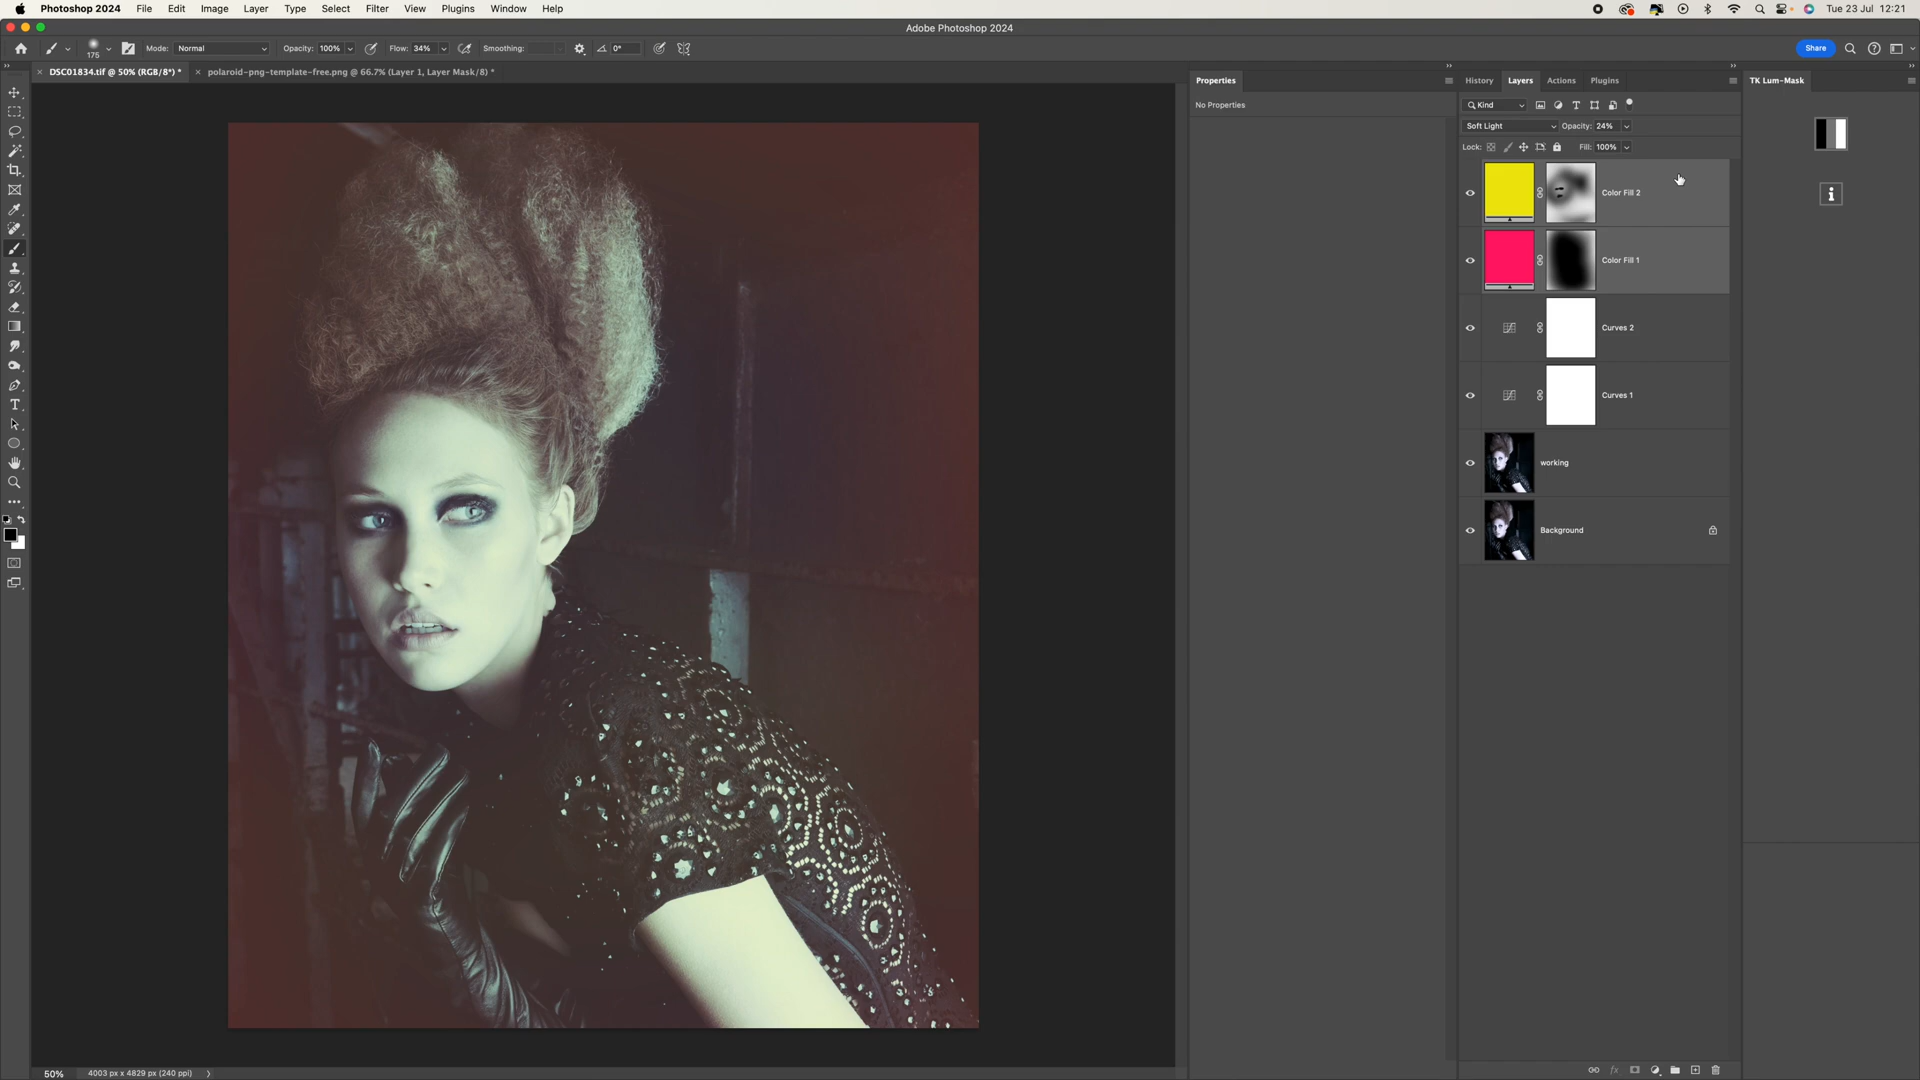 Photoshop 2024 File Edit Image Layer Type Select Filter View Plugins Window Help Tue 23 Jul 12:21
Adobe Photoshop 2024
175 Mode: Normal Opacity: 100% Flow: 34% Smoothing: 0° Share
DSC01834.tif @ 50% (RGB/8*) * polaroid-png-template-free.png @ 66.7% (Layer 1, Layer Mask/8) *
Properties History Layers Actions Plugins TK Lum-Mask
No Properties Kind
Soft Light Opacity: 24%
Lock: Fill: 100%
Color Fill 2
Color Fill 1
Curves 2
Curves 1
working
Background
50% 4003 px x 4829 px (240 ppi)